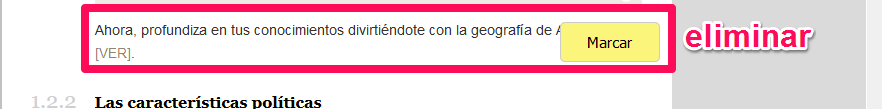 Ahora, profundiza en tus conocimientos divirtiéndote con la geografía de
Marcar
eliminar
[VER].
1.2.2 Las características políticas